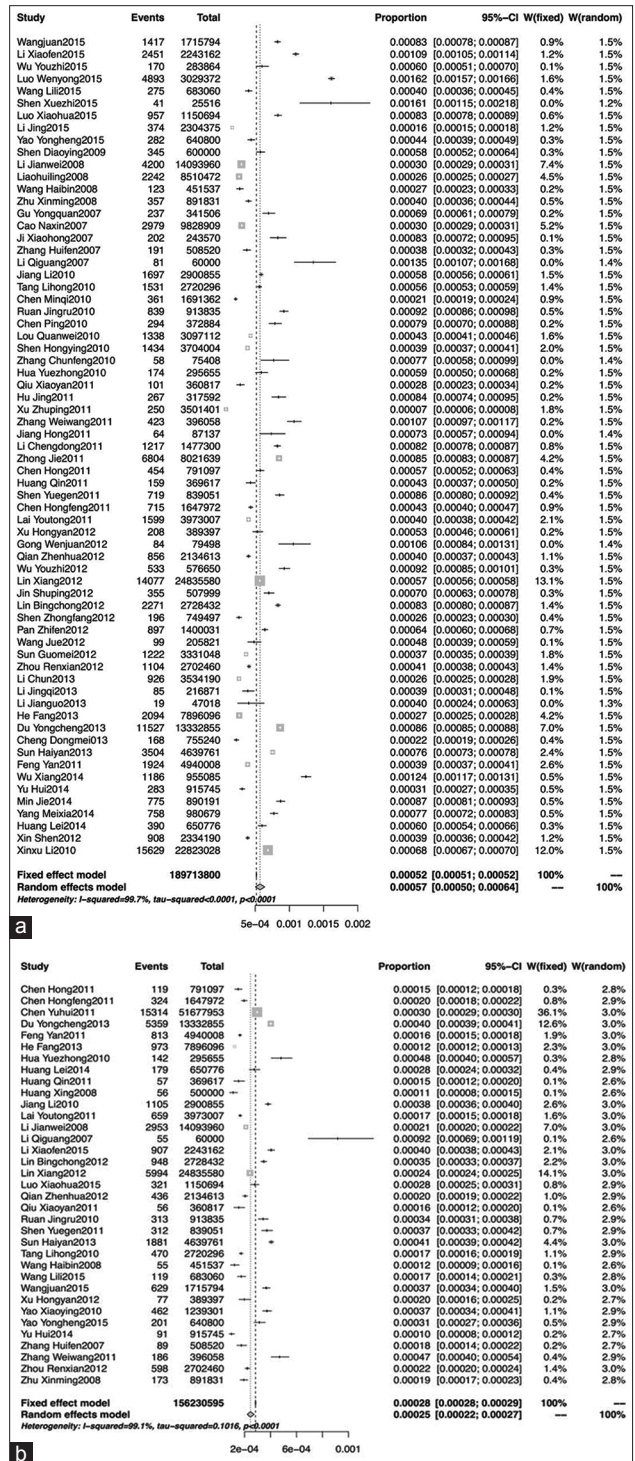 Study Events Total Proportion 95%−CI W(fixed) W(random)
Wangjuan2015 1417 1715794 0.00083 [0.00078; 0.00087] 0.9% 1.5%
Li Xiaofen2015 2451 2243162 0.00109 [0.00105; 0.00114] 1.2% 1.5%
Wu Youzhi2015 170 283864 0.00060 [0.00051; 0.00070] 0.1% 1.5%
Luo Wenyong2015 4893 3029372 0.00162 [0.00157; 0.00166] 1.6% 1.5%
Wang Lili2015 275 683060 0.00040 [0.00036; 0.00045] 0.4% 1.5%
Shen Xuezhi2015 41 25516 0.00161 [0.00115; 0.00218] 0.0% 1.2%
Luo Xiaohua2015 957 1150694 0.00083 [0.00078; 0.00089] 0.6% 1.5%
Li Jing2015 374 2304375 0.00016 [0.00015; 0.00018] 1.2% 1.5%
Yao Yongheng2015 282 640800 0.00044 [0.00039; 0.00049] 0.3% 1.5%
Shen Diaoying2009 345 600000 0.00058 [0.00052; 0.00064] 0.3% 1.5%
Li Jianwei2008 4200 14093960 0.00030 [0.00029; 0.00031] 7.4% 1.5%
Liaohuiling2008 2242 8510472 0.00026 [0.00025; 0.00027] 4.5% 1.5%
Wang Haibin2008 123 451537 0.00027 [0.00023; 0.00033] 0.2% 1.5%
Zhu Xinming2008 357 891831 0.00040 [0.00036; 0.00044] 0.5% 1.5%
Gu Yongquan2007 237 341506 0.00069 [0.00061; 0.00079] 0.2% 1.5%
Cao Naxin2007 2979 9828909 0.00030 [0.00029; 0.00031] 5.2% 1.5%
Ji Xiaohong2007 202 243570 0.00083 [0.00072; 0.00095] 0.1% 1.5%
Zhang Huifen2007 191 508520 0.00038 [0.00032; 0.00043] 0.3% 1.5%
Li Qiguang2007 81 60000 0.00135 [0.00107; 0.00168] 0.0% 1.4%
Jiang Li2010 1697 2900855 0.00058 [0.00056; 0.00061] 1.5% 1.5%
Tang Lihong2010 1531 2720296 0.00056 [0.00053; 0.00059] 1.4% 1.5%
Chen Minqi2010 361 1691362 0.00021 [0.00019; 0.00024] 0.9% 1.5%
Ruan Jingru2010 839 913835 0.00092 [0.00086; 0.00098] 0.5% 1.5%
Chen Ping2010 294 372884 0.00079 [0.00070; 0.00088] 0.2% 1.5%
Lou Quanwei2010 1338 3097112 0.00043 [0.00041; 0.00046] 1.6% 1.5%
Shen Hongying2010 1434 3704004 0.00039 [0.00037; 0.00041] 2.0% 1.5%
Zhang Chunfeng2010 58 75408 0.00077 [0.00058; 0.00099] 0.0% 1.4%
Hua Yuezhong2010 174 295655 0.00059 [0.00050; 0.00068] 0.2% 1.5%
Qiu Xiaoyan2011 101 360817 0.00028 [0.00023; 0.00034] 0.2% 1.5%
Hu Jing2011 267 317592 0.00084 [0.00074; 0.00095] 0.2% 1.5%
Xu Zhuping2011 250 3501401 0.00007 [0.00006; 0.00008] 1.8% 1.5%
Zhang Weiwang2011 423 396058 0.00107 [0.00097; 0.00117] 0.2% 1.5%
Jiang Hong2011 64 87137 0.00073 [0.00057; 0.00094] 0.0% 1.4%
Li Chengdong2011 1217 1477300 0.00082 [0.00078; 0.00087] 0.8% 1.5%
Zhong Jie2011 6804 8021639 0.00085 [0.00083; 0.00087] 4.2% 1.5%
Chen Hong2011 454 791097 0.00057 [0.00052; 0.00063] 0.4% 1.5%
Huang Qin2011 159 369617 0.00043 [0.00037; 0.00050] 0.2% 1.5%
Shen Yuegen2011 719 839051 0.00086 [0.00080; 0.00092] 0.4% 1.5%
Chen Hongfeng2011 715 1647972 0.00043 [0.00040; 0.00047] 0.9% 1.5%
Lai Youtong2011 1599 3973007 0.00040 [0.00038; 0.00042] 2.1% 1.5%
Xu Hongyan2012 208 389397 0.00053 [0.00046; 0.00061] 0.2% 1.5%
Gong Wenjuan2012 84 79498 0.00106 [0.00084; 0.00131] 0.0% 1.4%
Qian Zhenhua2012 856 2134613 0.00040 [0.00037; 0.00043] 1.1% 1.5%
Wu Youzhi2012 533 576650 0.00092 [0.00085; 0.00101] 0.3% 1.5%
Lin Xiang2012 14077 24835580 0.00057 [0.00056; 0.00058] 13.1% 1.5%
Jin Shuping2012 355 507999 0.00070 [0.00063; 0.00078] 0.3% 1.5%
Lin Bingchong2012 2271 2728432 0.00083 [0.00080; 0.00087] 1.4% 1.5%
Shen Zhongfang2012 196 749497 0.00026 [0.00023; 0.00030] 0.4% 1.5%
Pan Zhifen2012 897 1400031 0.00064 [0.00060; 0.00068] 0.7% 1.5%
Wang Jue2012 99 205821 0.00048 [0.00039; 0.00059] 0.1% 1.5%
Sun Guomei2012 1222 3331048 0.00037 [0.00035; 0.00039] 1.8% 1.5%
Zhou Renxian2012 1104 2702460 0.00041 [0.00038; 0.00043] 1.4% 1.5%
Li Chun2013 926 3534190 0.00026 [0.00025; 0.00028] 1.9% 1.5%
Li Jingqi2013 85 216871 0.00039 [0.00031; 0.00048] 0.1% 1.5%
Li Jianguo2013 19 47018 0.00040 [0.00024; 0.00063] 0.0% 1.3%
He Fang2013 2094 7896096 0.00027 [0.00025; 0.00028] 4.2% 1.5%
Du Yongcheng2013 11527 13332855 0.00086 [0.00085; 0.00088] 7.0% 1.5%
Cheng Dongmei013 168 755240 0.00022 [0.00019; 0.00026] 0.4% 1.5%
Sun Haiyan2013 3504 4639761 0.00076 [0.00073; 0.00078] 2.4% 1.5%
Feng Yan2011 1924 4940008 0.00039 [0.00037; 0.00041] 2.6% 1.5%
Wu Xiang2014 1186 955085 0.00124 [0.00117; 0.00131] 0.5% 1.5%
Yu Hui2014 283 915745 0.00031 [0.00027; 0.00035] 0.5% 1.5%
Min Jie2014 775 890191 0.00087 [0.00081; 0.00093] 0.5% 1.5%
Yang Meixia2014 758 980679 0.00077 [0.00072; 0.00083] 0.5% 1.5%
Huang Lei2014 390 650776 0.00060 [0.00054; 0.00066] 0.3% 1.5%
Xin Shen2012 908 2334190 0.00039 [0.00036; 0.00042] 1.2% 1.5%
Xinxu Li2010 15629 22823028 0.00068 [0.00067; 0.00070] 12.0% 1.5%
Fixed effect model 189713800 0.00052 [0.00051; 0.00052] 100% −−
Random effects model 0.00057 [0.00050; 0.00064] −− 100%
Heterogeneity: I−squared=99.7%, tau−squared<0.0001, p<0.0001
5e−04 0.001 0.0015 0.002
a
Study Events Total Proportion 95%−CI W(fixed) W(random)
Chen Hong2011 119 791097 0.00015 [0.00012; 0.00018] 0.3% 2.8%
Chen Hongfeng2011 324 1647972 0.00020 [0.00018; 0.00022] 0.8% 2.9%
Chen Yuhui2011 15314 51677953 0.00030 [0.00029; 0.00030] 36.1% 3.0%
Du Yongcheng2013 5359 13332855 0.00040 [0.00039; 0.00041] 12.6% 3.0%
Feng Yan2011 813 4940008 0.00016 [0.00015; 0.00018] 1.9% 3.0%
He Fang2013 973 7896096 0.00012 [0.00012; 0.00013] 2.3% 3.0%
Hua Yuezhong2010 142 295655 0.00048 [0.00040; 0.00057] 0.3% 2.8%
Huang Lei2014 179 650776 0.00028 [0.00024; 0.00032] 0.4% 2.9%
Huang Qin2011 57 369617 0.00015 [0.00012; 0.00020] 0.1% 2.6%
Huang Xing2008 56 500000 0.00011 [0.00008; 0.00015] 0.1% 2.6%
Jiang Li2010 1105 2900855 0.00038 [0.00036; 0.00040] 2.6% 3.0%
Lai Youtong2011 659 3973007 0.00017 [0.00015; 0.00018] 1.6% 3.0%
Li Jianwei2008 2953 14093960 0.00021 [0.00020; 0.00022] 7.0% 3.0%
Li Qiguang2007 55 60000 0.00092 [0.00069; 0.00119] 0.1% 2.6%
Li Xiaofen2015 907 2243162 0.00040 [0.00038; 0.00043] 2.1% 3.0%
Lin Bingchong2012 948 2728432 0.00035 [0.00033; 0.00037] 2.2% 3.0%
Lin Xiang2012 5994 24835580 0.00024 [0.00024; 0.00025] 14.1% 3.0%
Luo Xiaohua2015 321 1150694 0.00028 [0.00025; 0.00031] 0.8% 2.9%
Qian Zhenhua2012 436 2134613 0.00020 [0.00019; 0.00022] 1.0% 2.9%
Qiu Xiaoyan2011 56 360817 0.00016 [0.00012; 0.00020] 0.1% 2.6%
Ruan Jingru2010 313 913835 0.00034 [0.00031; 0.00038] 0.7% 2.9%
Shen Yuegen2011 312 839051 0.00037 [0.00033; 0.00042] 0.7% 2.9%
Sun Haiyan2013 1881 4639761 0.00041 [0.00039; 0.00042] 4.4% 3.0%
Tang Lihong2010 470 2720296 0.00017 [0.00016; 0.00019] 1.1% 2.9%
Wang Haibin2008 55 451537 0.00012 [0.00009; 0.00016] 0.1% 2.6%
Wang Lili2015 119 683060 0.00017 [0.00014; 0.00021] 0.3% 2.8%
Wangjuan2015 629 1715794 0.00037 [0.00034; 0.00040] 1.5% 3.0%
Xu Hongyan2012 77 389397 0.00020 [0.00016; 0.00025] 0.2% 2.7%
Yao Xiaoying2010 462 1239301 0.00037 [0.00034; 0.00041] 1.1% 2.9%
Yao Yongheng2015 201 640800 0.00031 [0.00027; 0.00036] 0.5% 2.9%
Yu Hui2014 91 915745 0.00010 [0.00008; 0.00012] 0.2% 2.7%
Zhang Huifen2007 89 508520 0.00018 [0.00014; 0.00022] 0.2% 2.7%
Zhang Weiwang2011 186 396058 0.00047 [0.00040; 0.00054] 0.4% 2.9%
Zhou Renxian2012 598 2702460 0.00022 [0.00020; 0.00024] 1.4% 3.0%
Zhu Xinming2008 173 891831 0.00019 [0.00017; 0.00023] 0.4% 2.8%
Fixed effect model 156230595 0.00028 [0.00028; 0.00029] 100% −−
Random effects model 0.00025 [0.00022; 0.00027] −− 100%
Heterogeneity: I−squared=99.1%, tau−squared=0.1016, p<0.0001
2e−04 6e−04 0.001
b